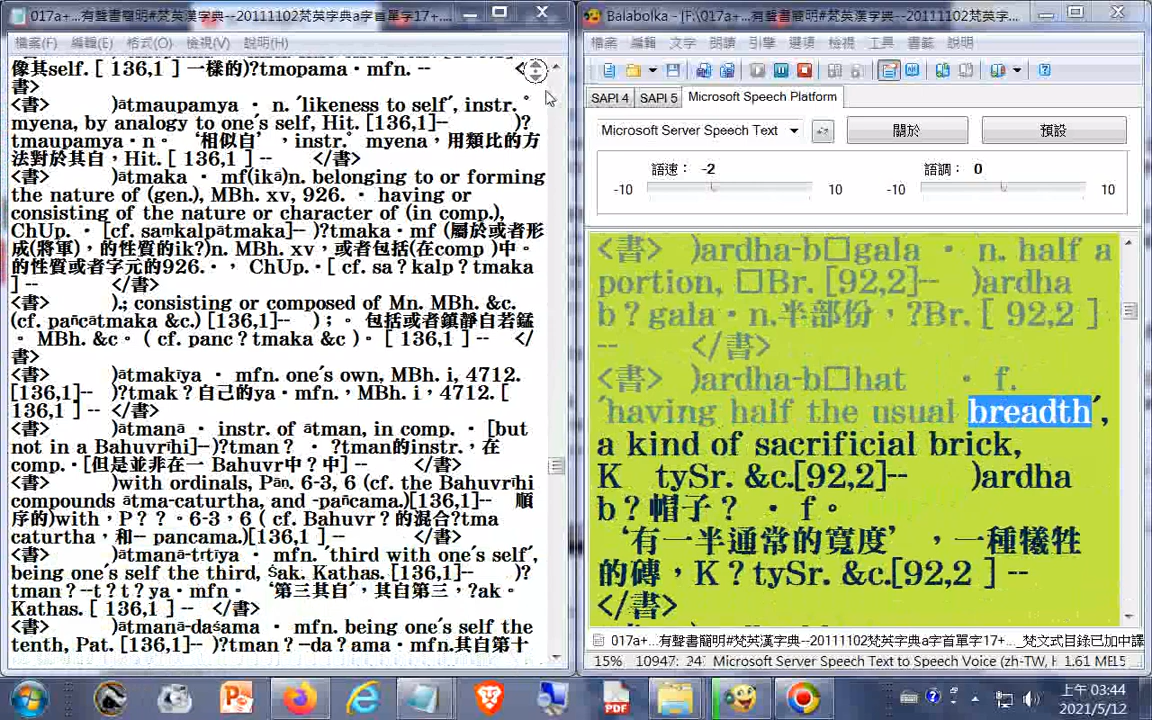 017a+...有聲書簡明#梵英漢字典--20111102梵英字典a字首單字17+...
檔案(F) 編輯(E) 格式(O) 檢視(V) 說明(H)
像其self. [ 136,1 ] 一樣的)?tmopama‧mfn. -- <
書>
<書> )ātmaupamya ‧ n. 'likeness to self', instr. °
myena, by analogy to one's self, Hit. [136,1]-- )?
tmaupamya‧n。‘相似自’,instr.°myena,用類比的方
法對於其自,Hit. [ 136,1 ] -- </書>
<書> )ātmaka ‧ mf(ikā)n. belonging to or forming
the nature of (gen.), MBh. xv, 926. ‧ having or
consisting of the nature or character of (in comp.),
ChUp. ‧ [cf. saṃkalpātmaka]-- )?tmaka‧mf (屬於或者形
成(將軍),的性質的ik?)n. MBh. xv,或者包括(在comp )中。
的性質或者字元的926.‧, ChUp.‧[ cf. sa ? kalp ? tmaka
] -- </書>
<書> ).; consisting or composed of Mn. MBh. &c.
(cf. pañcātmaka &c.) [136,1]-- );。 包括或者鎮靜自若錳
。 MBh. &c。 ( cf. panc ? tmaka &c )。 [ 136,1 ] -- </
書>
<書> )ātmakīya ‧ mfn. one's own, MBh. i, 4712.
[136,1]-- )?tmak ? 自己的ya‧mfn.,MBh. i,4712. [
136,1 ] -- </書>
<書> )ātmanā ‧ instr. of ātman, in comp. ‧ [but
not in a Bahuvrīhi]--)?tman ? ‧ ?tman的instr.,在
comp.‧[但是並非在一 Bahuvr中 ? 中] -- </書>
<書> )with ordinals, Pāṇ. 6-3, 6 (cf. the Bahuvrīhi
compounds ātma-caturtha, and -pañcama.)[136,1]-- 順
序的)with,P ? ?。6-3,6 ( cf. Bahuvr ? 的混合?tma
caturtha,和— pancama.)[136,1 ] -- </書>
<書> )ātmanā-tṛtīya ‧ mfn. 'third with one's self',
being one's self the third, Śak. Kathas. [136,1]-- )?
tman ? --t ? t ? ya‧mfn‧ ‘第三其自’,其自第三,?ak。
Kathas. [ 136,1 ] -- </書>
<書> )ātmanā-daśama ‧ mfn. being one's self the
tenth, Pat. [136,1]-- )?tman ? —da ? ama‧mfn.其自第十
Balabolka - [F:\017a+...有聲書簡明#梵英漢字典--20111102梵英字...
檔案 編輯 文字 朗讀 引擎 選項 檢視 工具 書籤 說明
SAPI 4 SAPI 5 Microsoft Speech Platform
Microsoft Server Speech Text 關於 預設
語速: -2 語調: 0
-10 10 -10 10
<書> )ardha-b□gala ‧ n. half a
portion, □Br. [92,2]-- )ardha
b ? gala‧n.半部份,?Br. [ 92,2 ]
-- </書>
<書> )ardha-b□hat ‧ f.
'having half the usual breadth',
a kind of sacrificial brick,
K tySr. &c.[92,2]-- )ardha
b ? 帽子 ? ‧ f。
‘有一半通常的寬度’,一種犧牲
的磚,K ? tySr. &c.[92,2 ] --
</書>
017a+...有聲書簡明#梵英漢字典--20111102梵英字典a字首單字17+..._梵文式目錄已加中譯
15% 10947: 24 Microsoft Server Speech Text to Speech Voice (zh-TW, H 1.61 MB
上午 03:44
2021/5/12